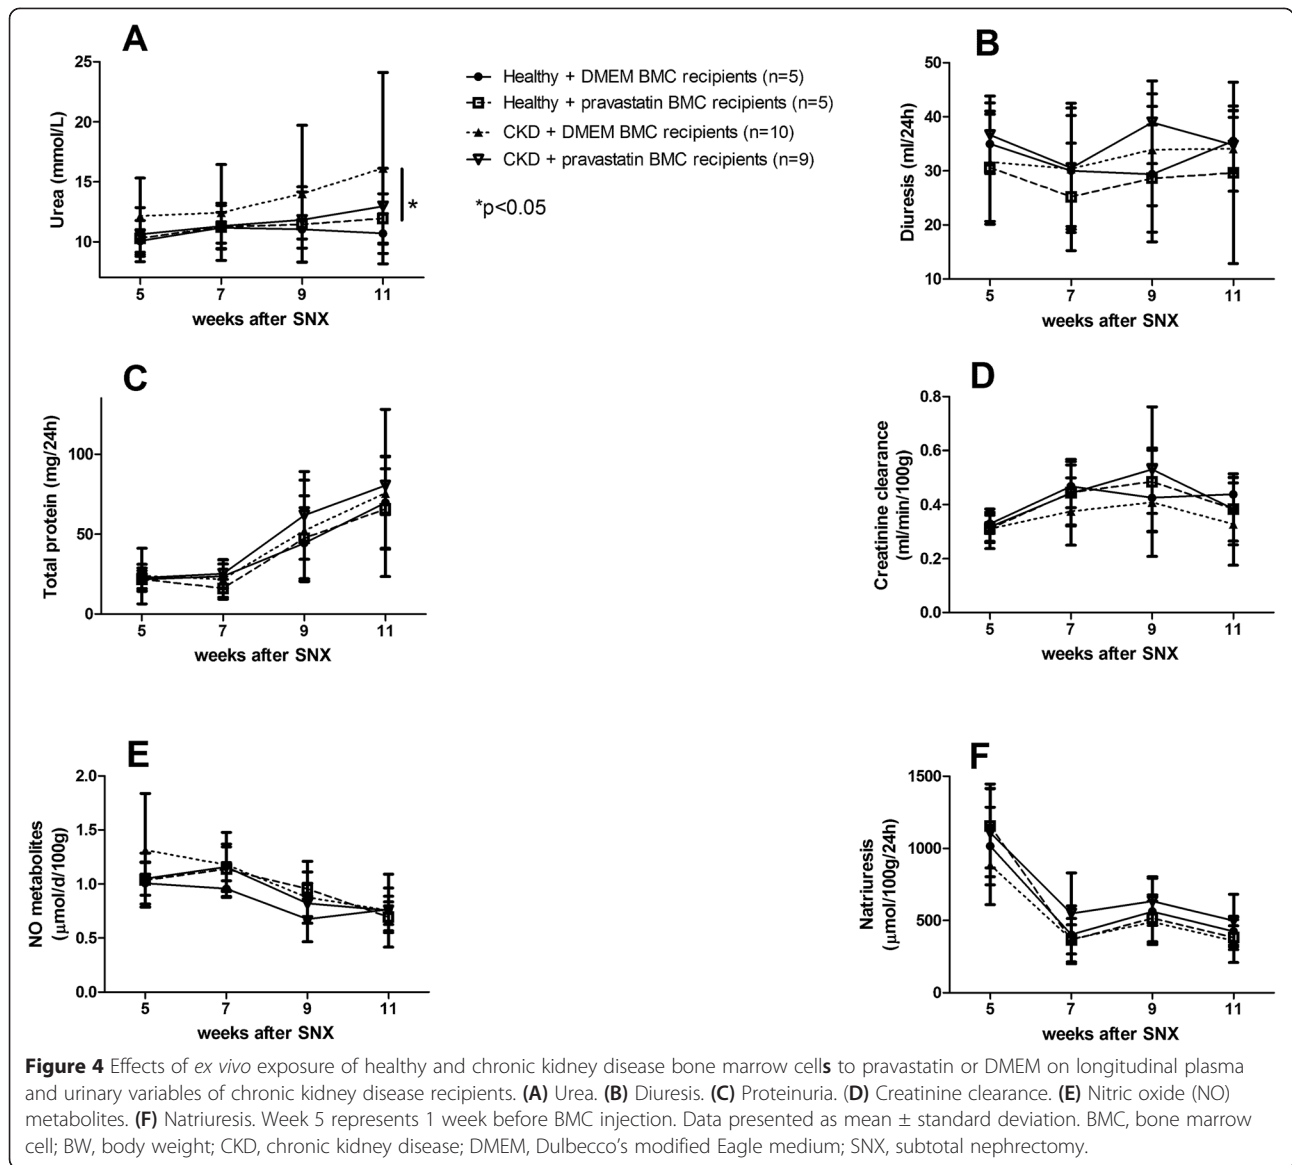 A
25
20
15
10
Urea (mmol/L)
5 7 9 11
weeks after SNX
Healthy + DMEM BMC recipients (n=5)
Healthy + pravastatin BMC recipients (n=5)
CKD + DMEM BMC recipients (n=10)
CKD + pravastatin BMC recipients (n=9)
*
*p<0.05
B
50
40
30
20
10
Diuresis (ml/24h)
5 7 9 11
weeks after SNX
C
100
50
0
Total protein (mg/24h)
5 7 9 11
weeks after SNX
D
0.8
0.6
0.4
0.2
0.0
Creatinine clearance
(ml/min/100g)
5 7 9 11
weeks after SNX
E
2.0
1.5
1.0
0.5
0.0
NO metabolites
(μmol/d/100g)
5 7 9 11
weeks after SNX
F
1500
1000
500
0
Natriuresis
(μmol/100g/24h)
5 7 9 11
weeks after SNX
Figure 4 Effects of ex vivo exposure of healthy and chronic kidney disease bone marrow cells to pravastatin or DMEM on longitudinal plasma
and urinary variables of chronic kidney disease recipients. (A) Urea. (B) Diuresis. (C) Proteinuria. (D) Creatinine clearance. (E) Nitric oxide (NO)
metabolites. (F) Natriuresis. Week 5 represents 1 week before BMC injection. Data presented as mean ± standard deviation. BMC, bone marrow
cell; BW, body weight; CKD, chronic kidney disease; DMEM, Dulbecco's modified Eagle medium; SNX, subtotal nephrectomy.